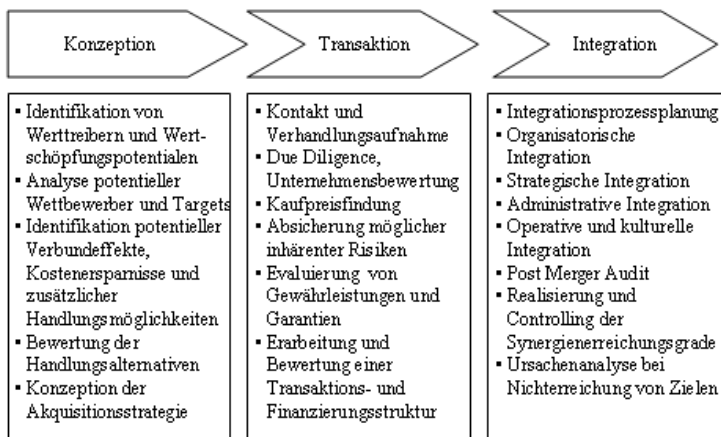 Konzeption
Transaktion
Integration
▪ Identifikation von
Werttreibern und Wert-
schöpfungspotentialen
▪ Analyse potentieller
Wettbewerber und Targets
▪ Identifikation potentieller
Verbundeffekte,
Kostenersparnisse und
zusätzlicher
Handlungsmöglichkeiten
▪ Bewertung der
Handlungsalternativen
▪ Konzeption der
Akquisitionsstrategie
▪ Kontakt und
Verhandlungsaufnahme
▪ Due Diligence,
Unternehmensbewertung
▪ Kaufpreisfindung
▪ Absicherung möglicher
inhärenter Risiken
▪ Evaluierung von
Gewährleistungen und
Garantien
▪ Erarbeitung und
Bewertung einer
Transaktions- und
Finanzierungsstruktur
▪ Integrationsprozessplanung
▪ Organisatorische
Integration
▪ Strategische Integration
▪ Administrative Integration
▪ Operative und kulturelle
Integration
▪ Post Merger Audit
▪ Realisierung und
Controlling der
Synergienerreichungsgrade
▪ Ursachenanalyse bei
Nichterreichung von Zielen